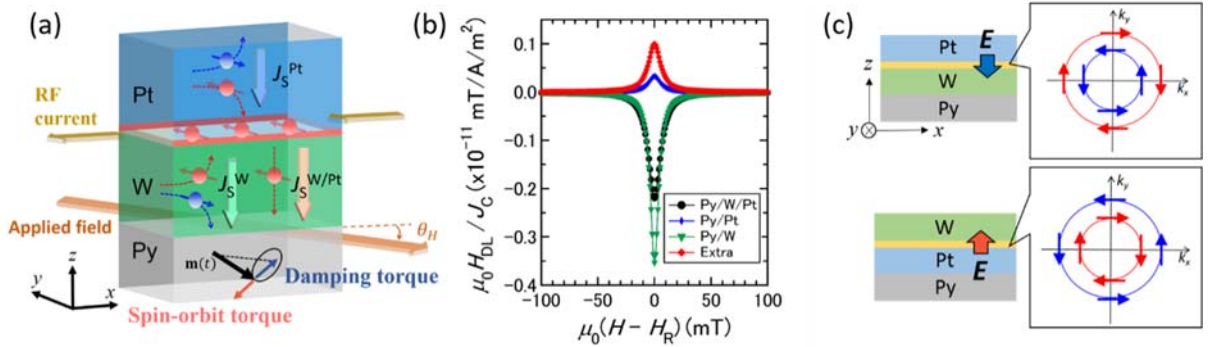 (a)
Pt
J_S^Pt
RF
current
W
J_S^W
J_S^W/Pt
Applied field
θ_H
Py
m(t)
Damping torque
z
y
x
Spin-orbit torque
(b)
μ₀H_DL / J_C (x10⁻¹¹ mT/A/m²)
0.1
0.0
-0.1
-0.2
-0.3
-0.4
Py/W/Pt
Py/Pt
Py/W
Extra
-100
-50
0
50
100
μ₀(H − H_R) (mT)
(c)
Pt
E
W
Py
z
y
x
k_y
k_x
W
E
Pt
Py
k_y
k_x